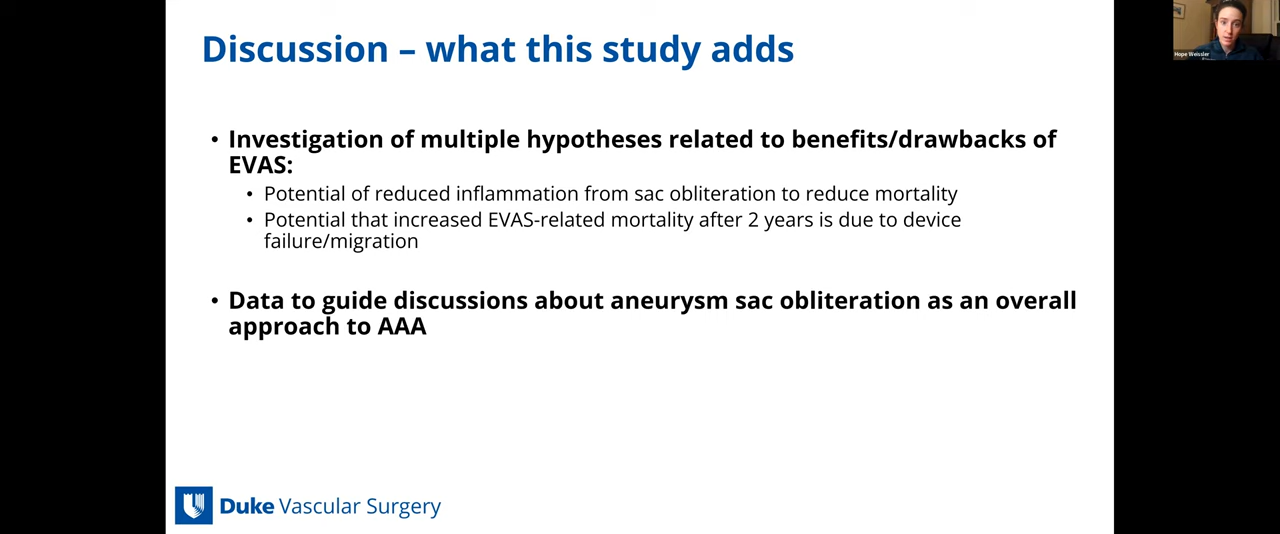 Discussion – what this study adds
Hope Weissler
• Investigation of multiple hypotheses related to benefits/drawbacks of
EVAS:
• Potential of reduced inflammation from sac obliteration to reduce mortality
• Potential that increased EVAS-related mortality after 2 years is due to device
failure/migration
• Data to guide discussions about aneurysm sac obliteration as an overall
approach to AAA
Duke Vascular Surgery